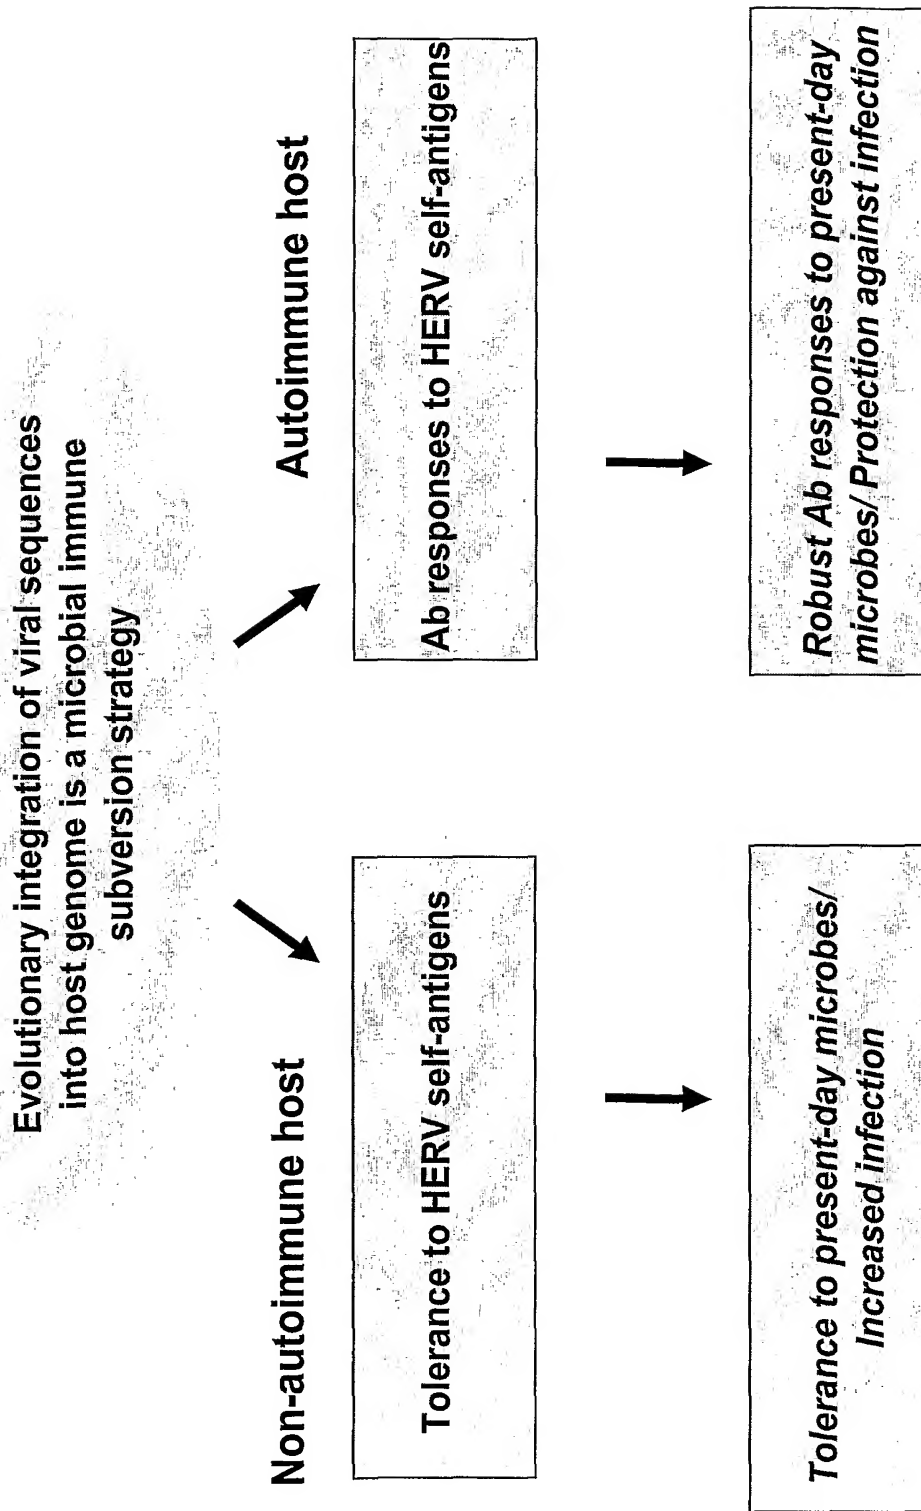 Evolutionary integration of viral sequences
into host genome is a microbial immune
subversion strategy
Non-autoimmune host
Autoimmune host
Tolerance to HERV self-antigens
Ab responses to HERV self-antigens
Tolerance to present-day microbes/
Increased infection
Robust Ab responses to present-day
microbes/ Protection against infection